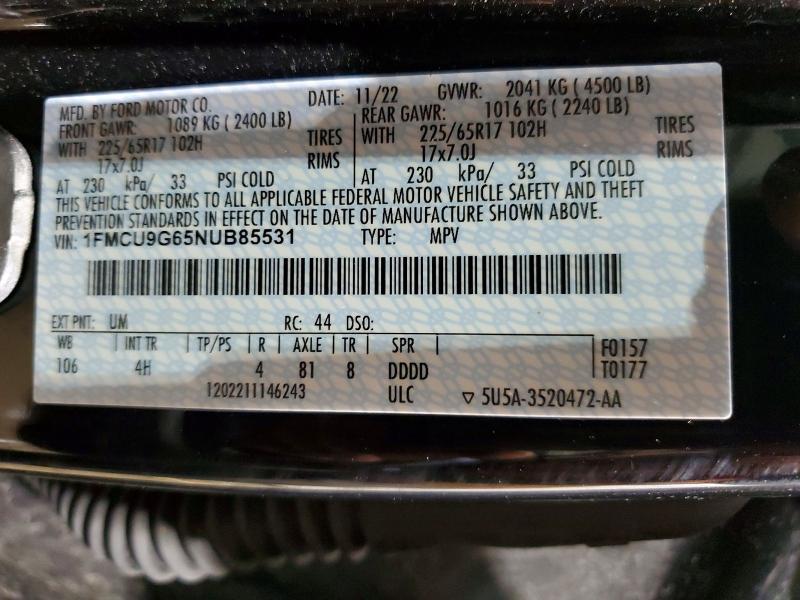 MFD. BY FORD MOTOR CO. DATE: 11/22 GVWR: 2041 KG ( 4500 LB)
FRONT GAWR: 1089 KG ( 2400 LB) REAR GAWR: 1016 KG ( 2240 LB)
WITH 225/65R17 102H TIRES WITH 225/65R17 102H TIRES
17x7.0J RIMS 17x7.0J RIMS
AT 230 kPa/ 33 PSI COLD AT 230 kPa/ 33 PSI COLD
THIS VEHICLE CONFORMS TO ALL APPLICABLE FEDERAL MOTOR VEHICLE SAFETY AND THEFT
PREVENTION STANDARDS IN EFFECT ON THE DATE OF MANUFACTURE SHOWN ABOVE.
VIN: 1FMCU9G65NUB85531 TYPE: MPV
EXT PNT: UM RC: 44 DSO:
WB INT TR TP/PS R AXLE TR SPR F0157
106 4H 4 81 8 DDDD T0177
1202211146243 ULC ▽ 5U5A-3520472-AA